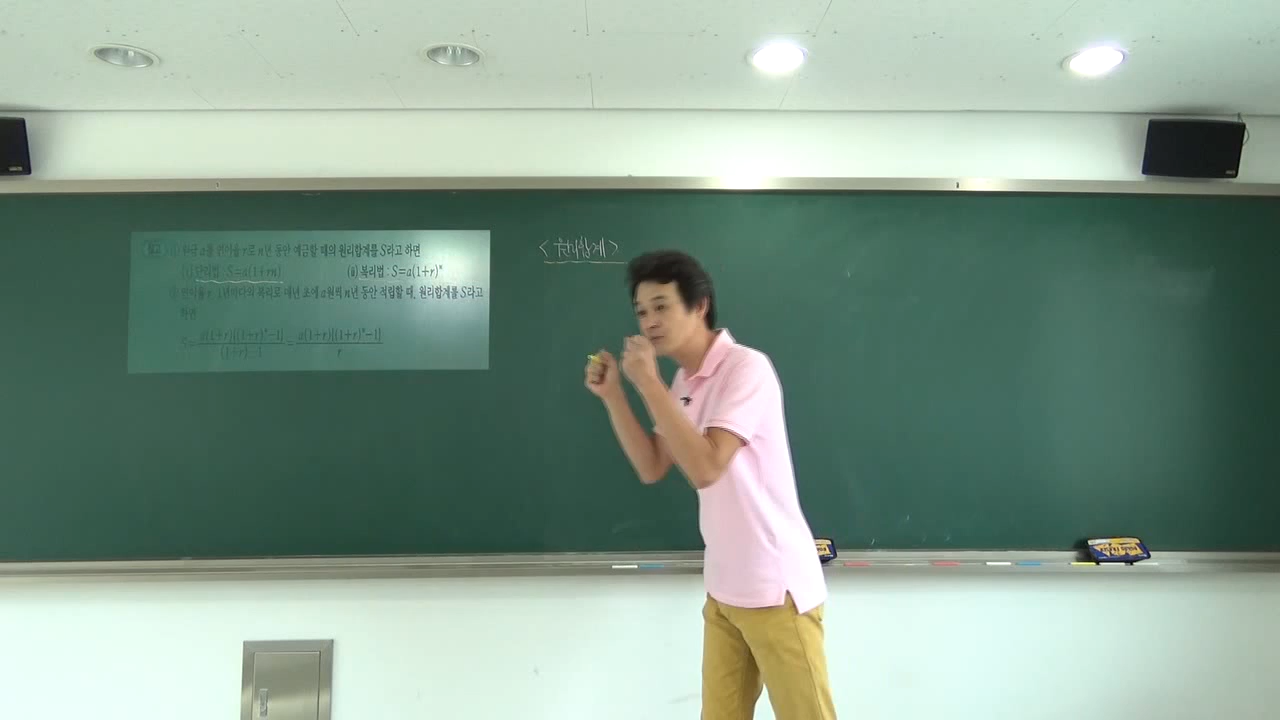 (1) 원금 a를 연이율 r로 n년 동안 예금할 때의 원리합계를 S라고 하면
(i) 단리법 : S=a(1+rn) (ii) 복리법 : S=a(1+r)ⁿ
(2) 연이율 r, 1년마다의 복리로 매년 초에 a원씩 n년 동안 적립할 때, 원리합계를 S라고
하면
S= a(1+r){(1+r)ⁿ-1} / (1+r)-1 = a(1+r){(1+r)ⁿ-1} / r
< 원리합계 >